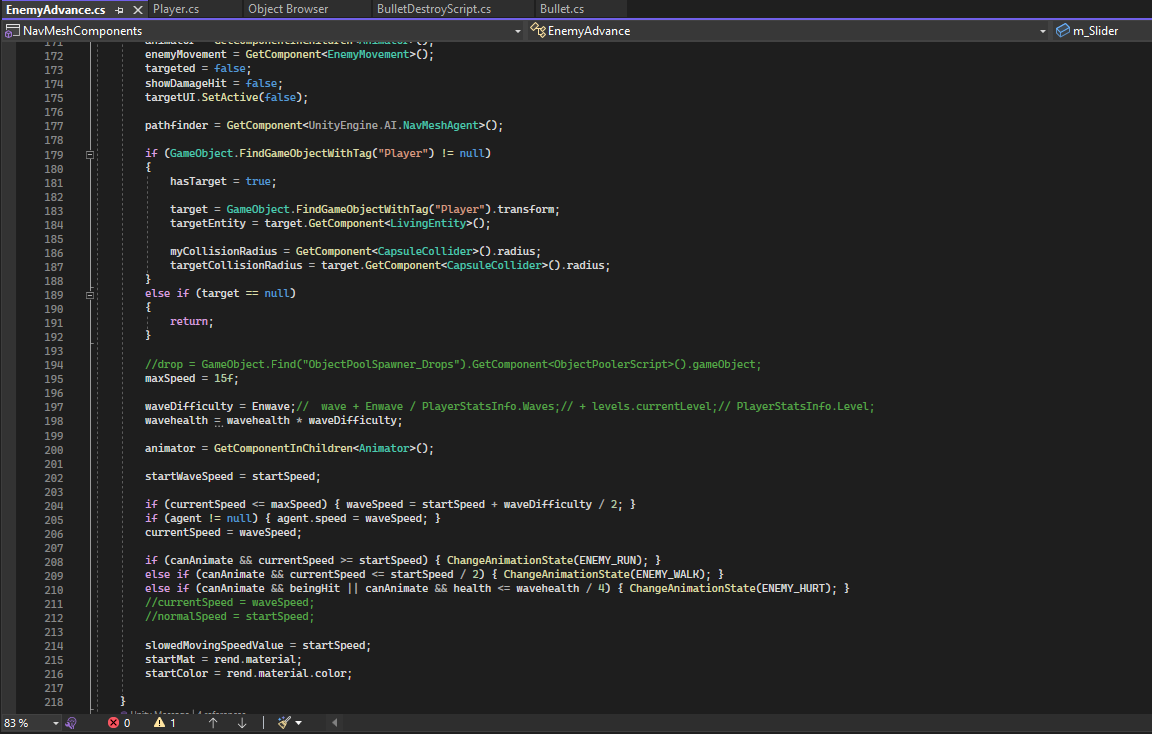 EnemyAdvance.cs Player.cs Object Browser BulletDestroyScript.cs Bullet.cs
NavMeshComponents EnemyAdvance m_Slider
171 animator = GetComponentInChildren<Animator>();
172 enemyMovement = GetComponent<EnemyMovement>();
173 targeted = false;
174 showDamageHit = false;
175 targetUI.SetActive(false);
176
177 pathfinder = GetComponent<UnityEngine.AI.NavMeshAgent>();
178
179 if (GameObject.FindGameObjectWithTag("Player") != null)
180 {
181 hasTarget = true;
182
183 target = GameObject.FindGameObjectWithTag("Player").transform;
184 targetEntity = target.GetComponent<LivingEntity>();
185
186 myCollisionRadius = GetComponent<CapsuleCollider>().radius;
187 targetCollisionRadius = target.GetComponent<CapsuleCollider>().radius;
188 }
189 else if (target == null)
190 {
191 return;
192 }
193
194 //drop = GameObject.Find("ObjectPoolSpawner_Drops").GetComponent<ObjectPoolerScript>().gameObject;
195 maxSpeed = 15f;
196
197 waveDifficulty = Enwave;//  wave + Enwave / PlayerStatsInfo.Waves;// + levels.currentLevel;// PlayerStatsInfo.Level;
198 wavehealth = wavehealth * waveDifficulty;
199
200 animator = GetComponentInChildren<Animator>();
201
202 startWaveSpeed = startSpeed;
203
204 if (currentSpeed <= maxSpeed) { waveSpeed = startSpeed + waveDifficulty / 2; }
205 if (agent != null) { agent.speed = waveSpeed; }
206 currentSpeed = waveSpeed;
207
208 if (canAnimate && currentSpeed >= startSpeed) { ChangeAnimationState(ENEMY_RUN); }
209 else if (canAnimate && currentSpeed <= startSpeed / 2) { ChangeAnimationState(ENEMY_WALK); }
210 else if (canAnimate && beingHit || canAnimate && health <= wavehealth / 4) { ChangeAnimationState(ENEMY_HURT); }
211 //currentSpeed = waveSpeed;
212 //normalSpeed = startSpeed;
213
214 slowedMovingSpeedValue = startSpeed;
215 startMat = rend.material;
216 startColor = rend.material.color;
217
218 }
Unity Message | 4 references
83 % 0 1